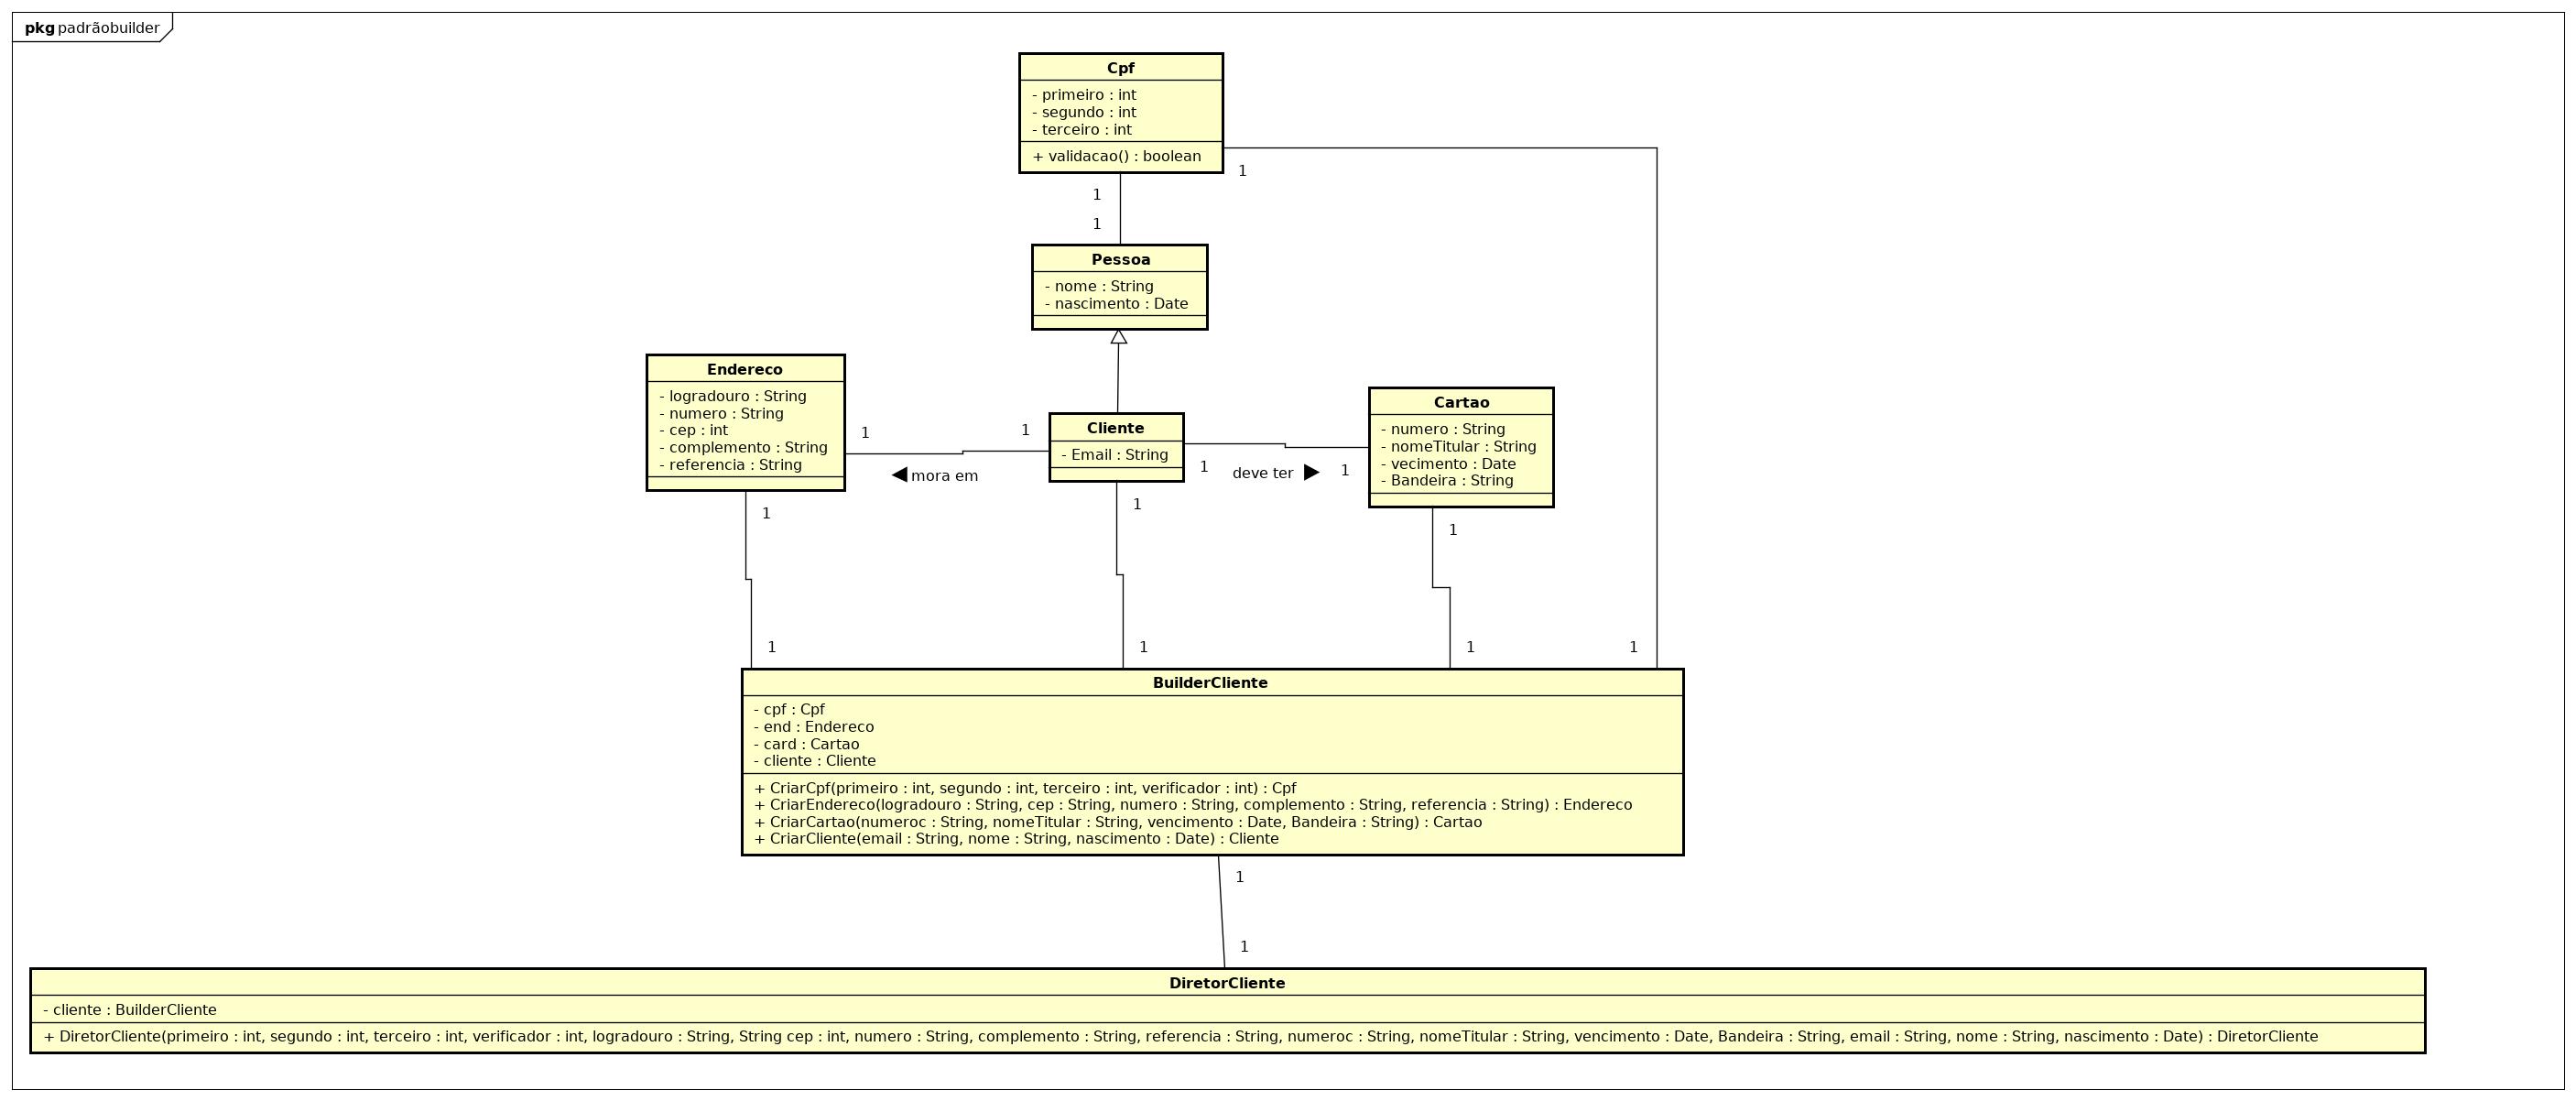 pkg padrãobuilder
Cpf
- primeiro : int
- segundo : int
- terceiro : int
+ validacao() : boolean
1
1
1
Pessoa
- nome : String
- nascimento : Date
Endereco
- logradouro : String
- numero : String
- cep : int
- complemento : String
- referencia : String
1
1
mora em
Cliente
- Email : String
1
deve ter
1
Cartao
- numero : String
- nomeTitular : String
- vecimento : Date
- Bandeira : String
1
1
1
1
1
1
1
BuilderCliente
- cpf : Cpf
- end : Endereco
- card : Cartao
- cliente : Cliente
+ CriarCpf(primeiro : int, segundo : int, terceiro : int, verificador : int) : Cpf
+ CriarEndereco(logradouro : String, cep : String, numero : String, complemento : String, referencia : String) : Endereco
+ CriarCartao(numeroc : String, nomeTitular : String, vencimento : Date, Bandeira : String) : Cartao
+ CriarCliente(email : String, nome : String, nascimento : Date) : Cliente
1
1
DiretorCliente
- cliente : BuilderCliente
+ DiretorCliente(primeiro : int, segundo : int, terceiro : int, verificador : int, logradouro : String, String cep : int, numero : String, complemento : String, referencia : String, numeroc : String, nomeTitular : String, vencimento : Date, Bandeira : String, email : String, nome : String, nascimento : Date) : DiretorCliente